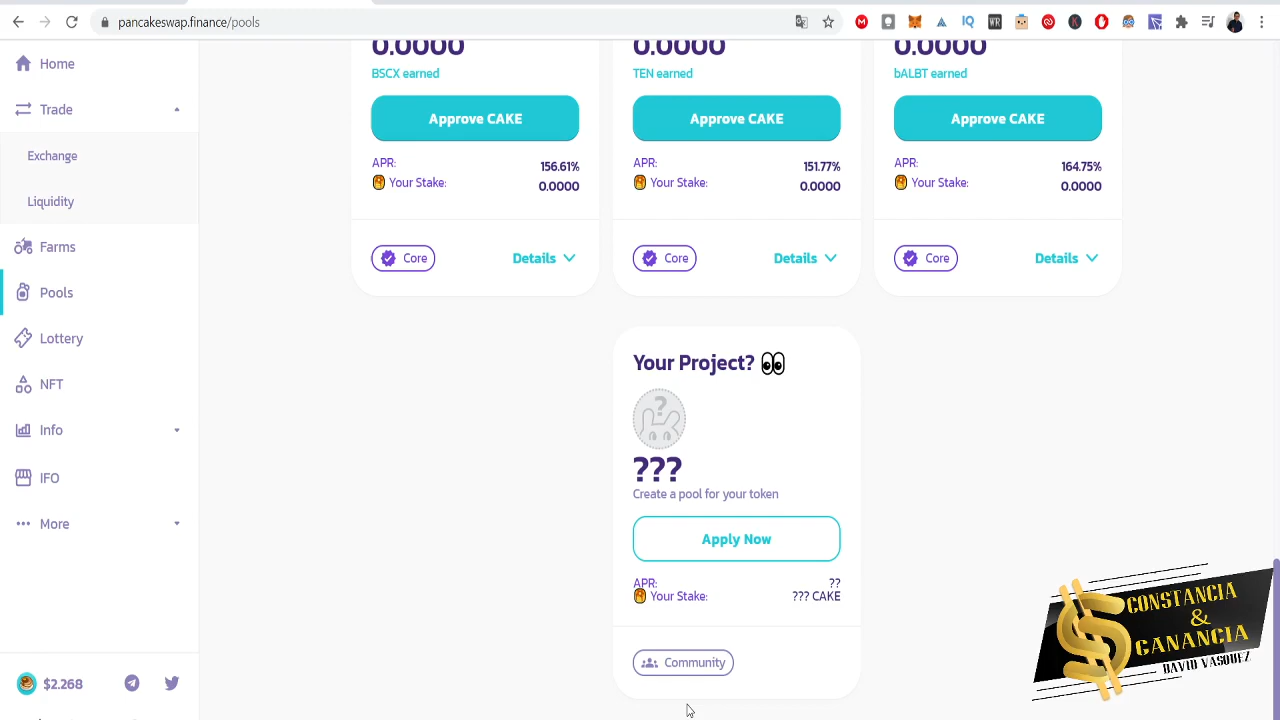 pancakeswap.finance/pools
Home
Trade
Exchange
Liquidity
Farms
Pools
Lottery
NFT
Info
IFO
More
$2.268
0.0000
BSCX earned
Approve CAKE
APR:
156.61%
Your Stake:
0.0000
Core
Details
0.0000
TEN earned
Approve CAKE
APR:
151.77%
Your Stake:
0.0000
Core
Details
0.0000
bALBT earned
Approve CAKE
APR:
164.75%
Your Stake:
0.0000
Core
Details
Your Project?
?
???
Create a pool for your token
Apply Now
APR:
??
Your Stake:
??? CAKE
Community
CONSTANCIA
&
GANANCIA
DAVID VASQUEZ
IQ
WR
M
K